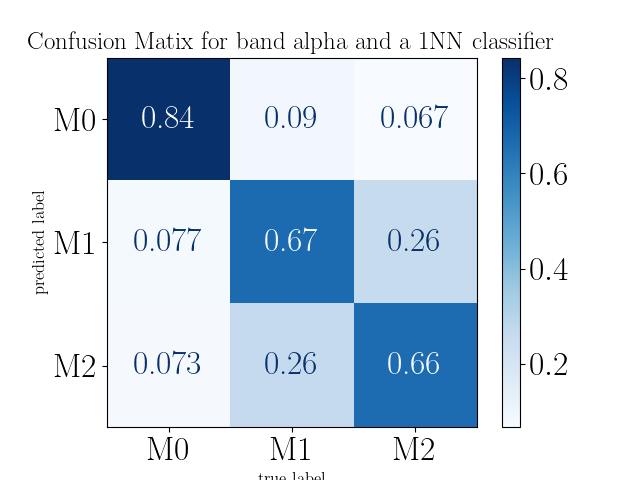 Confusion Matix for band alpha and a 1NN classifier
M0 0.84 0.09 0.067
M1 0.077 0.67 0.26
M2 0.073 0.26 0.66
M0 M1 M2
predicted label
true label
0.8
0.6
0.4
0.2